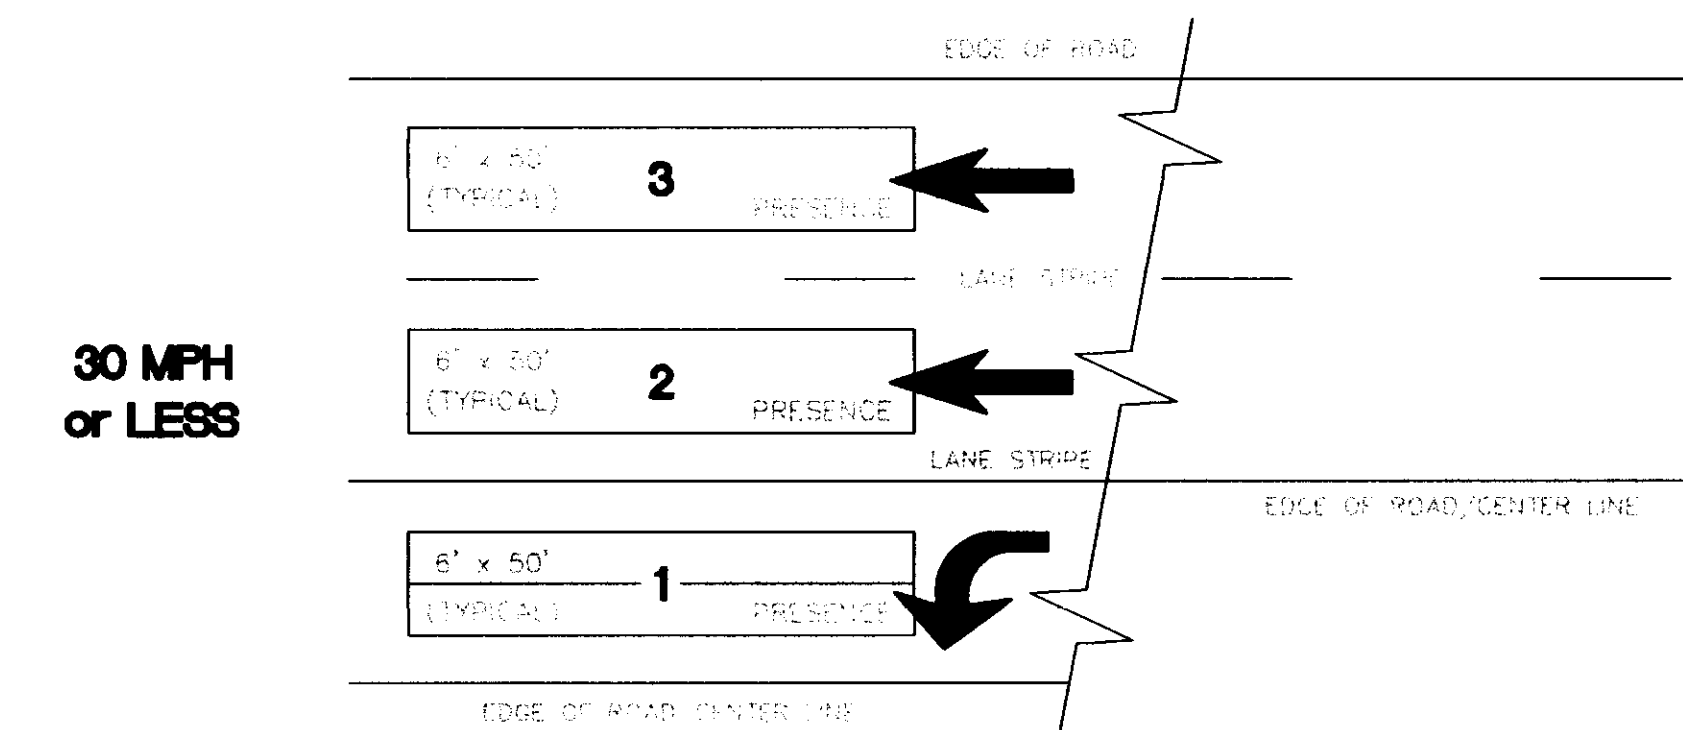 EDGE OF ROAD
6' x 50'
(TYPICAL)
3
PRESENCE
LANE STRIPE
30 MPH
or LESS
6' x 50'
(TYPICAL)
2
PRESENCE
LANE STRIPE
EDGE OF ROAD/CENTER LINE
6' x 50'
(TYPICAL)
1
PRESENCE
EDGE OF ROAD CENTER LINE